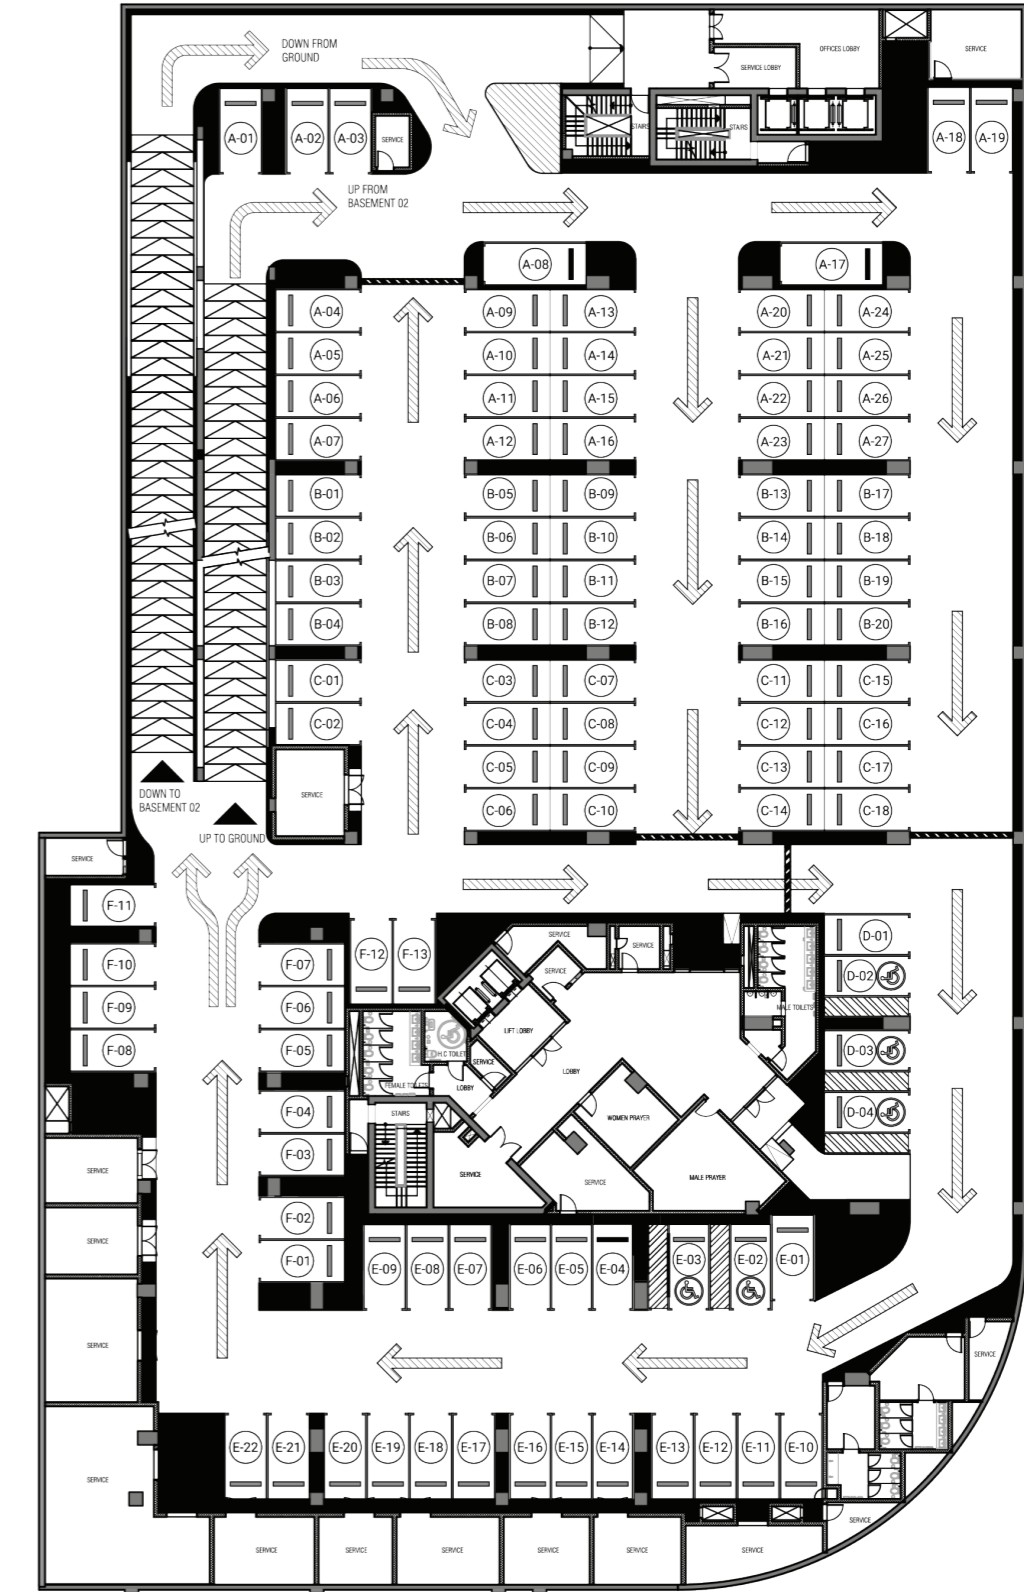 DOWN FROM
GROUND
OFFICES LOBBY
SERVICE
SERVICE LOBBY
A-01
A-02
A-03
SERVICE
STAIRS
STAIRS
A-18
A-19
UP FROM
BASEMENT 02
A-08
A-17
A-04
A-09
A-13
A-20
A-24
A-05
A-10
A-14
A-21
A-25
A-06
A-11
A-15
A-22
A-26
A-07
A-12
A-16
A-23
A-27
B-01
B-05
B-09
B-13
B-17
B-02
B-06
B-10
B-14
B-18
B-03
B-07
B-11
B-15
B-19
B-04
B-08
B-12
B-16
B-20
C-01
C-03
C-07
C-11
C-15
C-02
C-04
C-08
C-12
C-16
C-05
C-09
C-13
C-17
SERVICE
DOWN TO
BASEMENT 02
C-06
C-10
C-14
C-18
UP TO GROUND
SERVICE
F-11
F-12
F-13
SERVICE
SERVICE
D-01
F-10
F-07
SERVICE
D-02
F-09
F-06
MALE TOILETS
F-08
F-05
LIFT LOBBY
H.C TOILET
SERVICE
D-03
LOBBY
FEMALE TOILETS
LOBBY
F-04
STAIRS
WOMEN PRAYER
D-04
F-03
SERVICE
SERVICE
SERVICE
MALE PRAYER
F-02
SERVICE
F-01
E-09
E-08
E-07
E-06
E-05
E-04
E-03
E-02
E-01
SERVICE
SERVICE
E-22
E-21
E-20
E-19
E-18
E-17
E-16
E-15
E-14
E-13
E-12
E-11
E-10
SERVICE
SERVICE
SERVICE
SERVICE
SERVICE
SERVICE
SERVICE
SERVICE